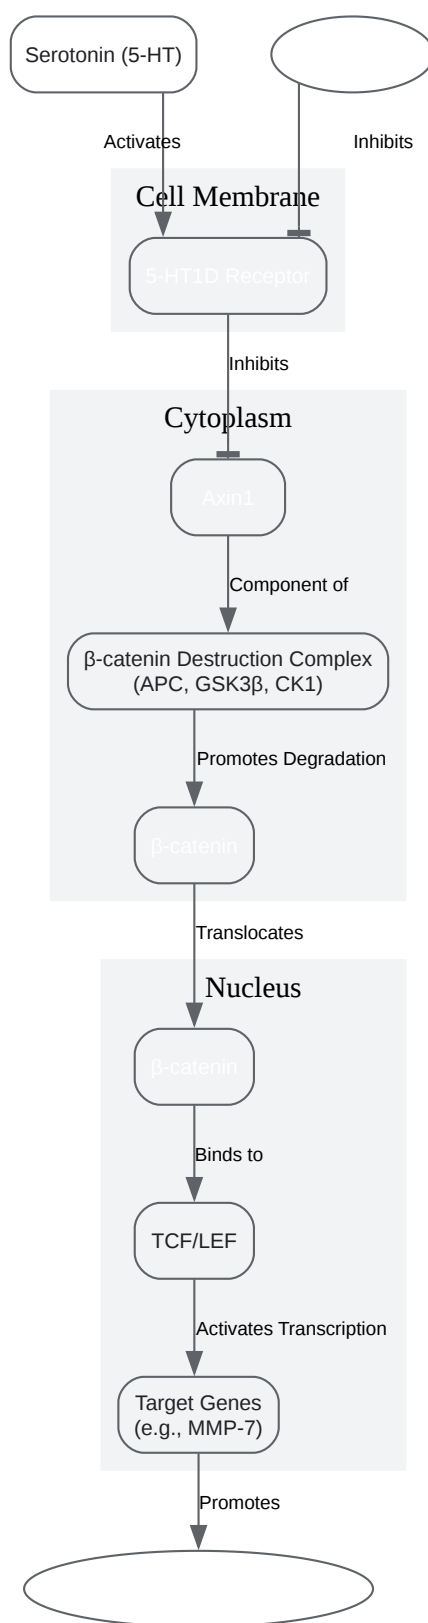 Serotonin (5-HT)
Activates
Inhibits
Cell Membrane
5-HT1D Receptor
Inhibits
Cytoplasm
Axin1
Component of
β-catenin Destruction Complex
(APC, GSK3β, CK1)
Promotes Degradation
β-catenin
Translocates
Nucleus
β-catenin
Binds to
TCF/LEF
Activates Transcription
Target Genes
(e.g., MMP-7)
Promotes